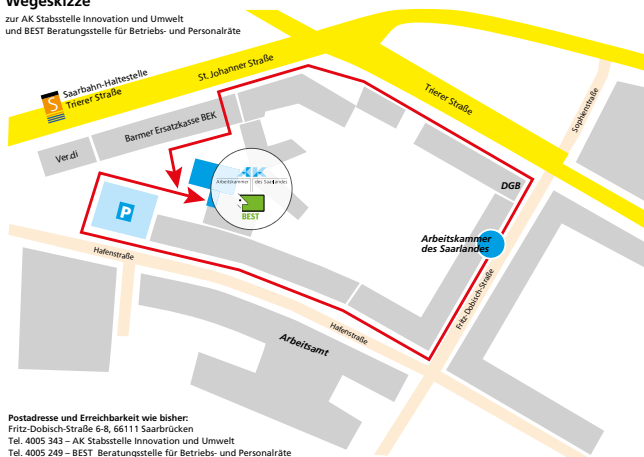 Wegeskizze
zur AK Stabsstelle Innovation und Umwelt
und BEST Beratungsstelle für Betriebs- und Personalräte
Saarbahn-Haltestelle
Trierer Straße
S
St. Johanner Straße
Trierer Straße
Sophienstraße
Barmer Ersatzkasse BEK
Ver.di
AK
Arbeitskammer des Saarlandes
BEST
P
DGB
Arbeitskammer
des Saarlandes
Hafenstraße
Fritz-Dobisch-Straße
Hafenstraße
Arbeitsamt
Postadresse und Erreichbarkeit wie bisher:
Fritz-Dobisch-Straße 6-8, 66111 Saarbrücken
Tel. 4005 343 – AK Stabsstelle Innovation und Umwelt
Tel. 4005 249 – BEST Beratungsstelle für Betriebs- und Personalräte